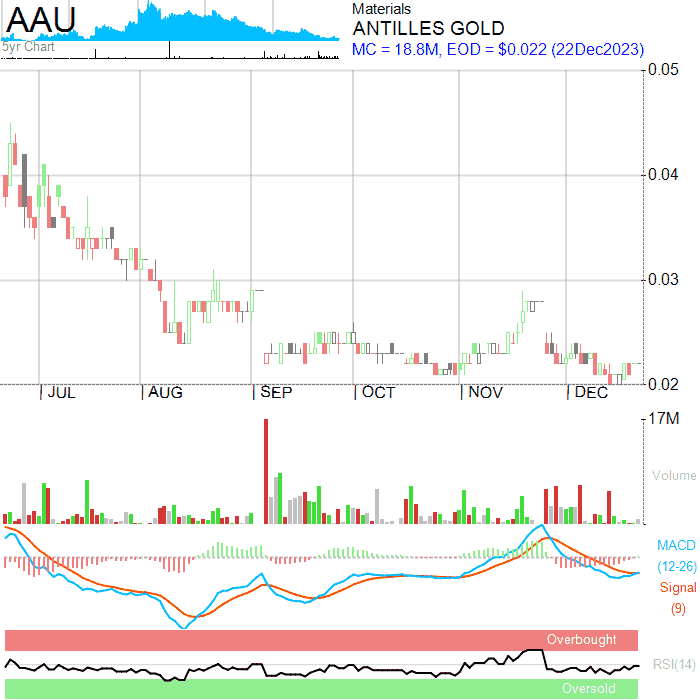 AAU
5yr Chart
Materials
ANTILLES GOLD
MC = 18.8M, EOD = $0.022 (22Dec2023)
0.05
0.04
0.03
0.02
JUL AUG SEP OCT NOV DEC
17M
Volume
MACD
(12-26)
Signal
(9)
Overbought
RSI(14)
Oversold